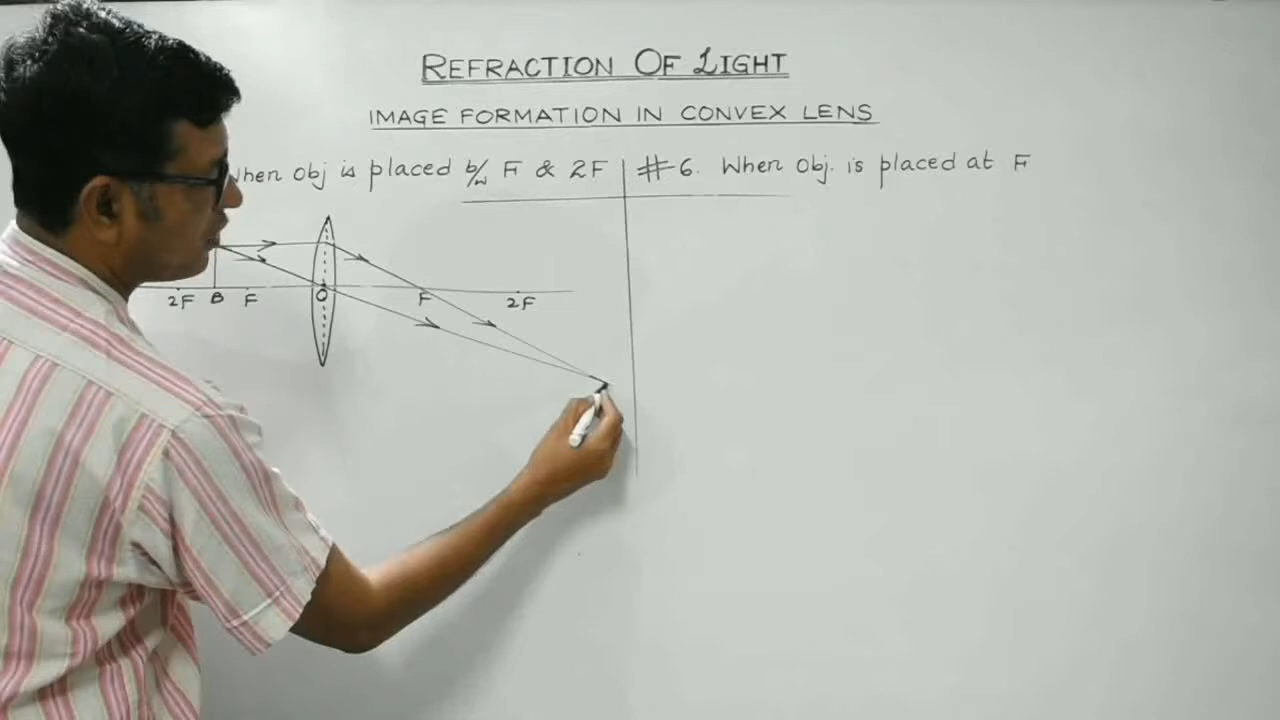 REFRACTION OF LIGHT
IMAGE FORMATION IN CONVEX LENS
When Obj is placed b/w F & 2F
#6. When Obj. is placed at F
2F B F O F 2F